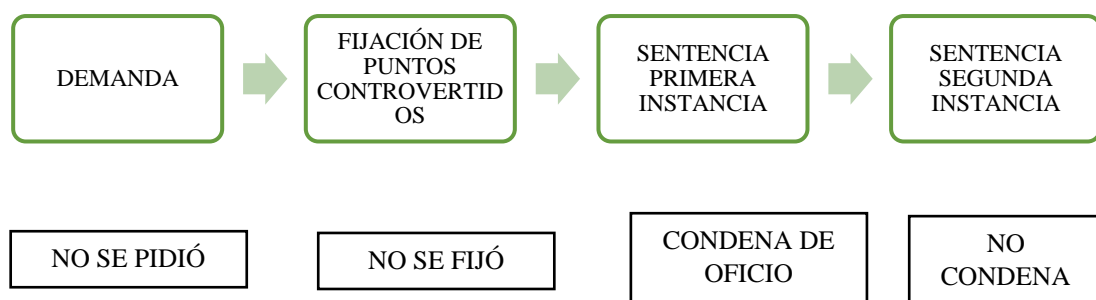 DEMANDA
FIJACIÓN DE
PUNTOS
CONTROVERTID
OS
SENTENCIA
PRIMERA
INSTANCIA
SENTENCIA
SEGUNDA
INSTANCIA
NO SE PIDIÓ
NO SE FIJÓ
CONDENA DE
OFICIO
NO
CONDENA